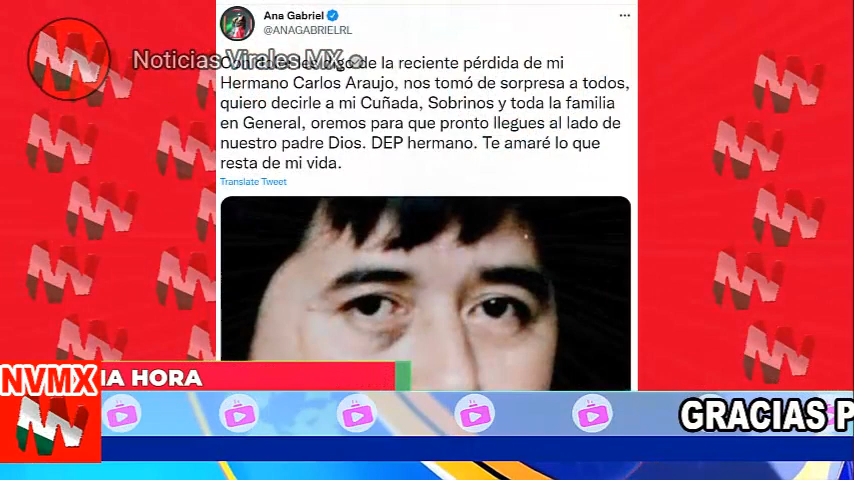 Ana Gabriel
@ANAGABRIELRL
Noticias Virales MX
de la reciente pérdida de mi
Hermano Carlos Araujo, nos tomó de sorpresa a todos,
quiero decirle a mi Cuñada, Sobrinos y toda la familia
en General, oremos para que pronto llegues al lado de
nuestro padre Dios. DEP hermano. Te amaré lo que
resta de mi vida.
Translate Tweet
NVMX
HORA
GRACIAS P